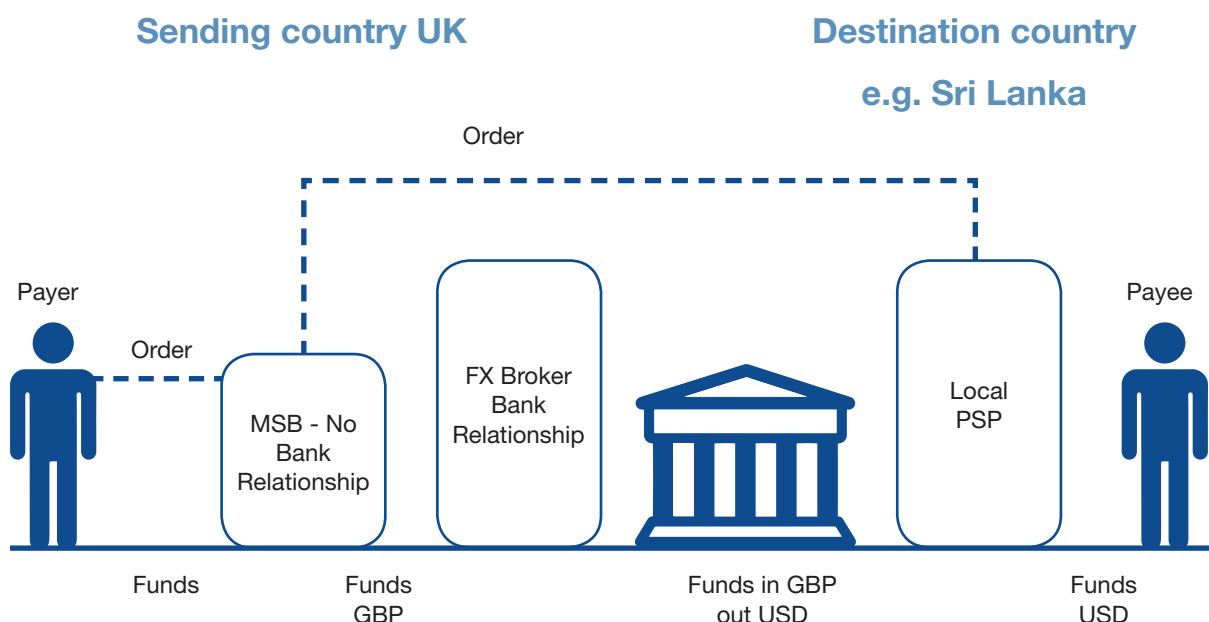 Sending country UK
Destination country
e.g. Sri Lanka
Order
Payer
Payee
Order
MSB - No
Bank
Relationship
FX Broker
Bank
Relationship
Local
PSP
Funds
Funds
GBP
Funds in GBP
out USD
Funds
USD